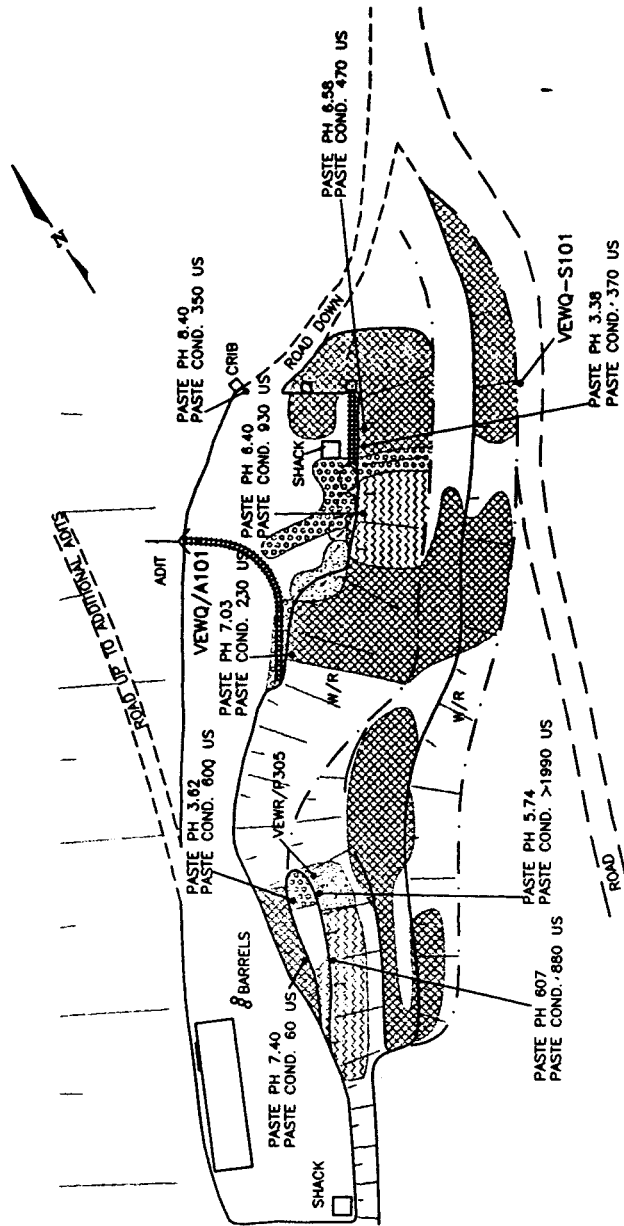 N
ROAD UP TO ADDITIONAL ADITS
ADIT
VEWQ/A101
PASTE PH 8.40
PASTE COND. 350 US
CRIB
ROAD DOWN
PASTE PH 6.58
PASTE COND. 470 US
PASTE PH 6.40
PASTE COND. 930 US
SHACK
PASTE PH 7.03
PASTE COND. 230 US
W/R
W/R
VEWQ-S101
PASTE PH 3.38
PASTE COND. 370 US
PASTE PH 3.62
PASTE COND. 600 US
VEWR/P305
PASTE PH 5.74
PASTE COND. >1990 US
ROAD
8 BARRELS
PASTE PH 7.40
PASTE COND. 60 US
PASTE PH 607
PASTE COND. 880 US
SHACK